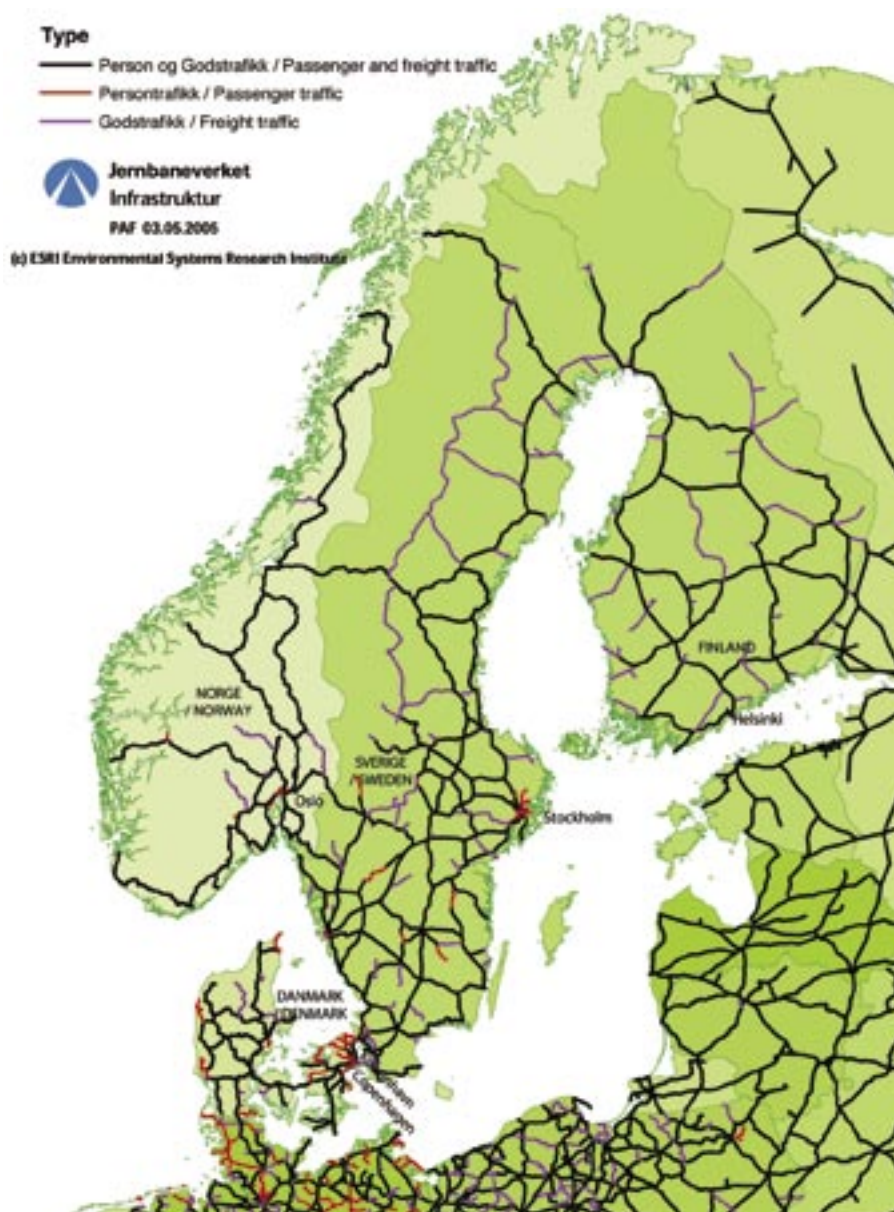 Type
Person og Godstrafikk / Passenger and freight traffic
Persontrafikk / Passenger traffic
Godstrafikk / Freight traffic
Jernbaneverket
Infrastruktur
PAF 03.05.2005
(c) ESRI Environmental Systems Research Institute
FINLAND
NORGE
/ NORWAY
Helsinki
SVERIGE
/ SWEDEN
Oslo
Stockholm
DANMARK
/ DENMARK
Copenhagen